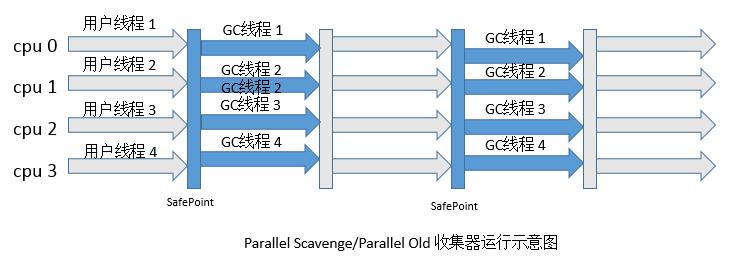 cpu 0
cpu 1
cpu 2
cpu 3
用户线程 1
用户线程 2
用户线程 3
用户线程 4
GC线程 1
GC线程 2
GC线程 2
GC线程 3
GC线程 4
GC线程 1
GC线程 2
GC线程 3
GC线程 4
SafePoint
SafePoint
Parallel Scavenge/Parallel Old 收集器运行示意图